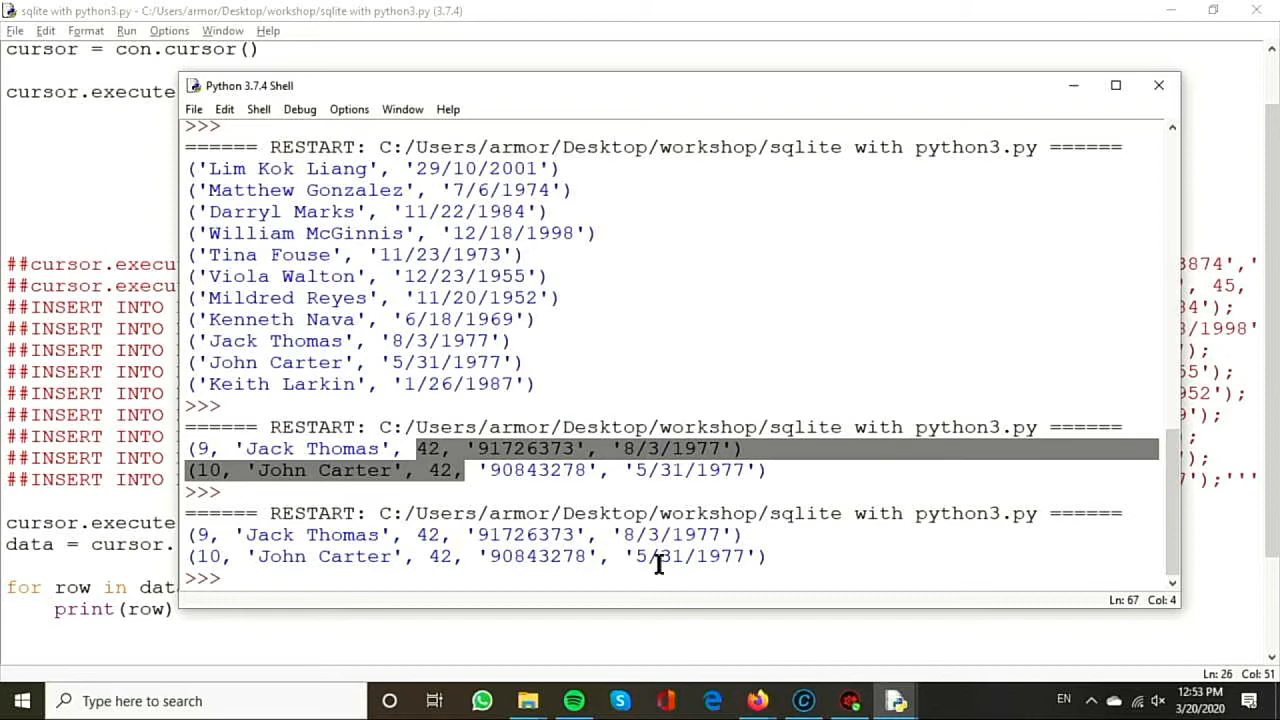 sqlite with python3.py - C:/Users/armor/Desktop/workshop/sqlite with python3.py (3.7.4)
File Edit Format Run Options Window Help
cursor = con.cursor()
cursor.execute
Python 3.7.4 Shell
File Edit Shell Debug Options Window Help
>>>
====== RESTART: C:/Users/armor/Desktop/workshop/sqlite with python3.py ======
('Lim Kok Liang', '29/10/2001')
('Matthew Gonzalez', '7/6/1974')
('Darryl Marks', '11/22/1984')
('William McGinnis', '12/18/1998')
('Tina Fouse', '11/23/1973')
('Viola Walton', '12/23/1955')
('Mildred Reyes', '11/20/1952')
('Kenneth Nava', '6/18/1969')
('Jack Thomas', '8/3/1977')
('John Carter', '5/31/1977')
('Keith Larkin', '1/26/1987')
>>>
====== RESTART: C:/Users/armor/Desktop/workshop/sqlite with python3.py ======
(9, 'Jack Thomas', 42, '91726373', '8/3/1977')
(10, 'John Carter', 42, '90843278', '5/31/1977')
>>>
====== RESTART: C:/Users/armor/Desktop/workshop/sqlite with python3.py ======
(9, 'Jack Thomas', 42, '91726373', '8/3/1977')
(10, 'John Carter', 42, '90843278', '5/31/1977')
>>>
Ln: 67 Col: 4
##cursor.execu 3874','
##cursor.execu , 45,
##INSERT INTO 84');
##INSERT INTO 8/1998'
##INSERT INTO ');
##INSERT INTO 55');
##INSERT INTO 952');
##INSERT INTO 9');
##INSERT INTO );
##INSERT INTO ');
##INSERT INTO 7');'''
cursor.execute
data = cursor.
for row in dat
print(row)
Ln: 26 Col: 51
Type here to search
EN
12:53 PM
3/20/2020